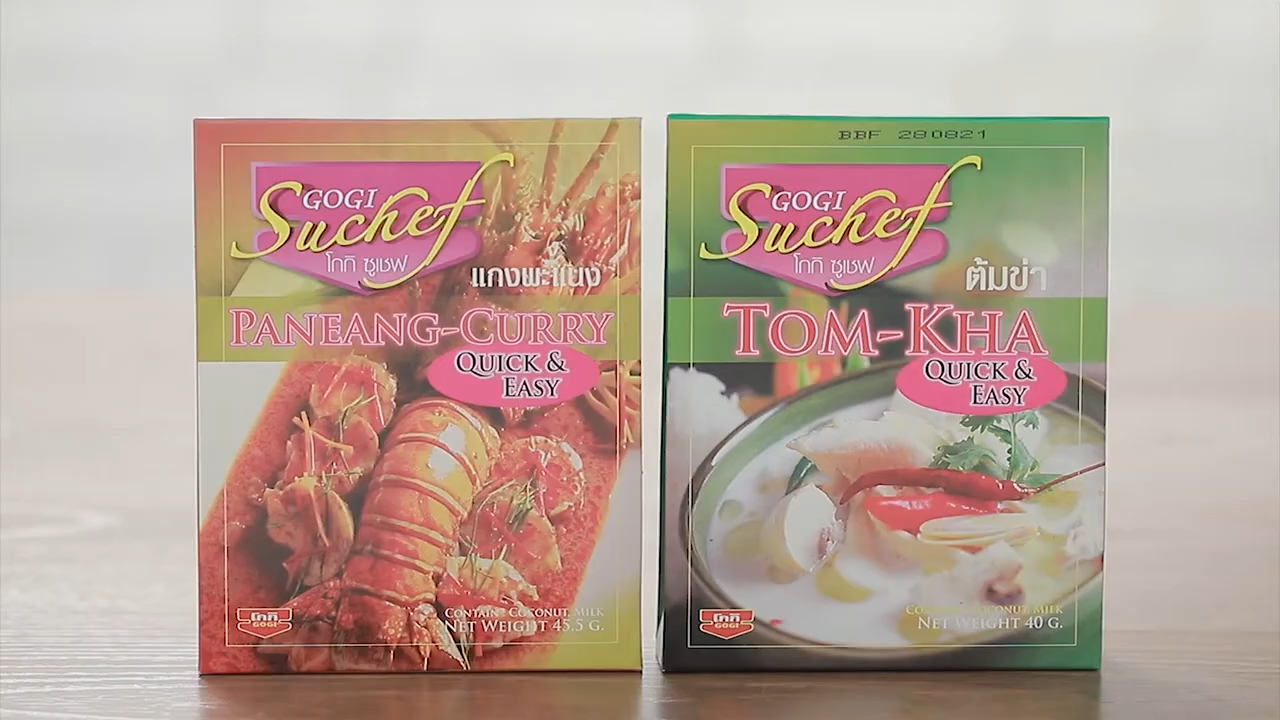 GOGI
Suchef
โกกิ ซูเชฟ
แกงพะแนง
PANEANG-CURRY
QUICK &
EASY
CONTAIN : COCONUT, MILK
NET WEIGHT 45.5 G.
โกกิ
GOGI
BBF 280821
GOGI
Suchef
โกกิ ซูเชฟ
ต้มข่า
TOM-KHA
QUICK &
EASY
CONTAIN : COCONUT, MILK
NET WEIGHT 40 G.
โกกิ
GOGI